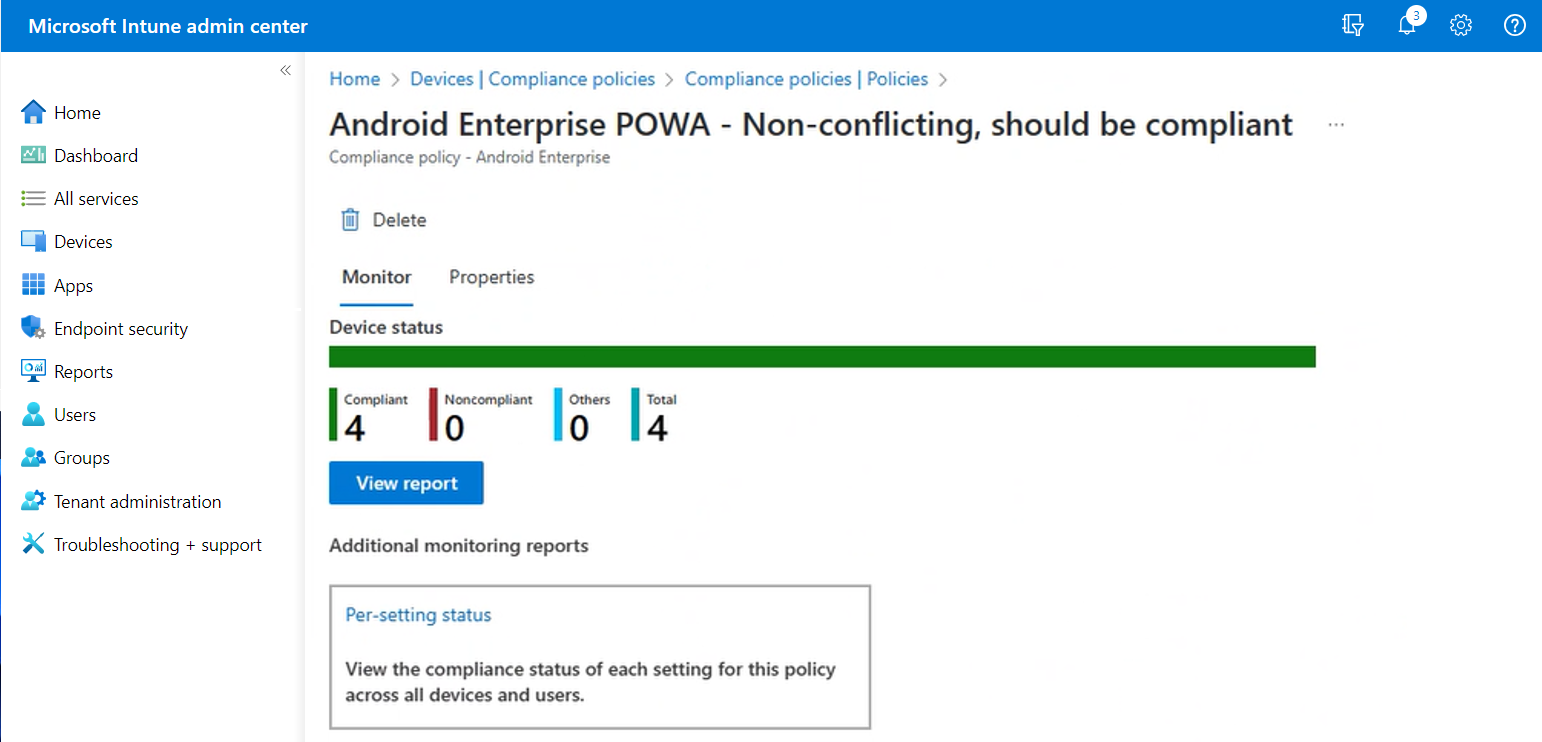 Microsoft Intune admin center
3
«
Home
Dashboard
All services
Devices
Apps
Endpoint security
Reports
Users
Groups
Tenant administration
Troubleshooting + support
Home > Devices | Compliance policies > Compliance policies | Policies >
Android Enterprise POWA - Non-conflicting, should be compliant ...
Compliance policy - Android Enterprise
Delete
Monitor Properties
Device status
Compliant Noncompliant Others Total
4 0 0 4
View report
Additional monitoring reports
Per-setting status
View the compliance status of each setting for this policy
across all devices and users.